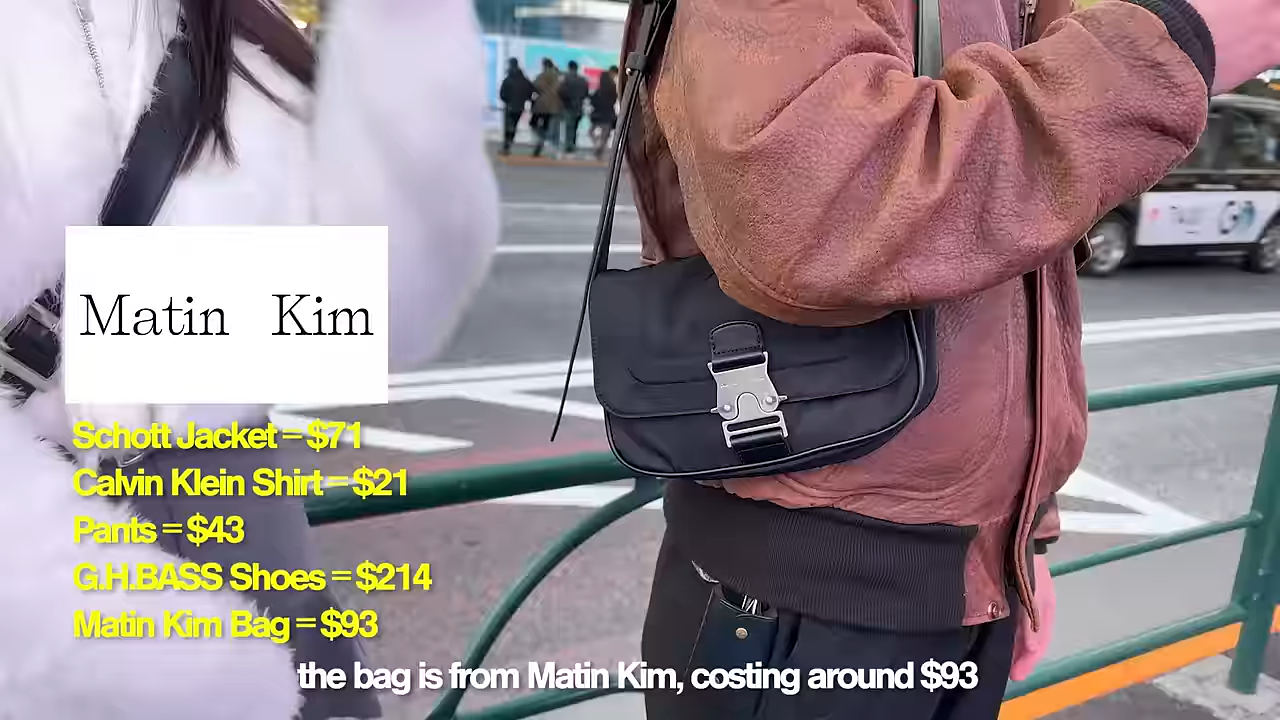 Matin Kim
Schott Jacket = $71
Calvin Klein Shirt = $21
Pants = $43
G.H.BASS Shoes = $214
Matin Kim Bag = $93
the bag is from Matin Kim, costing around $93